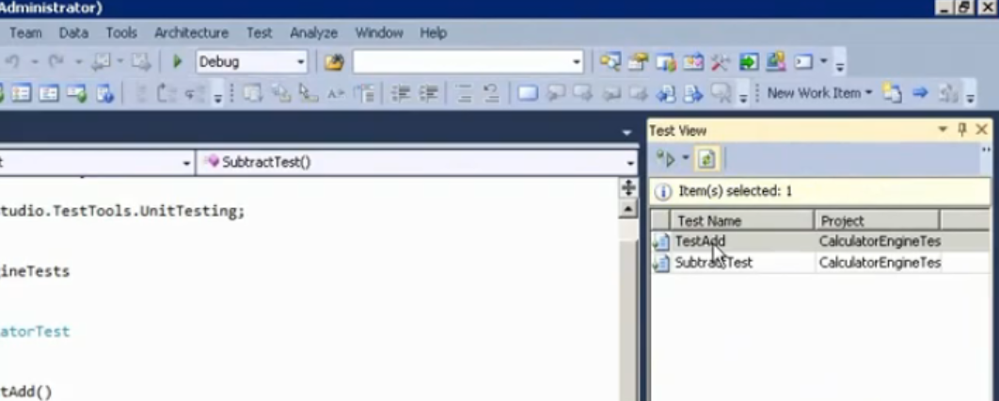 Administrator)
Team Data Tools Architecture Test Analyze Window Help
Debug
New Work Item
Test View
t SubtractTest()
Item(s) selected: 1
tudio.TestTools.UnitTesting;
Test Name Project
TestAdd CalculatorEngineTes
SubtractTest CalculatorEngineTes
ineTests
atorTest
tAdd()